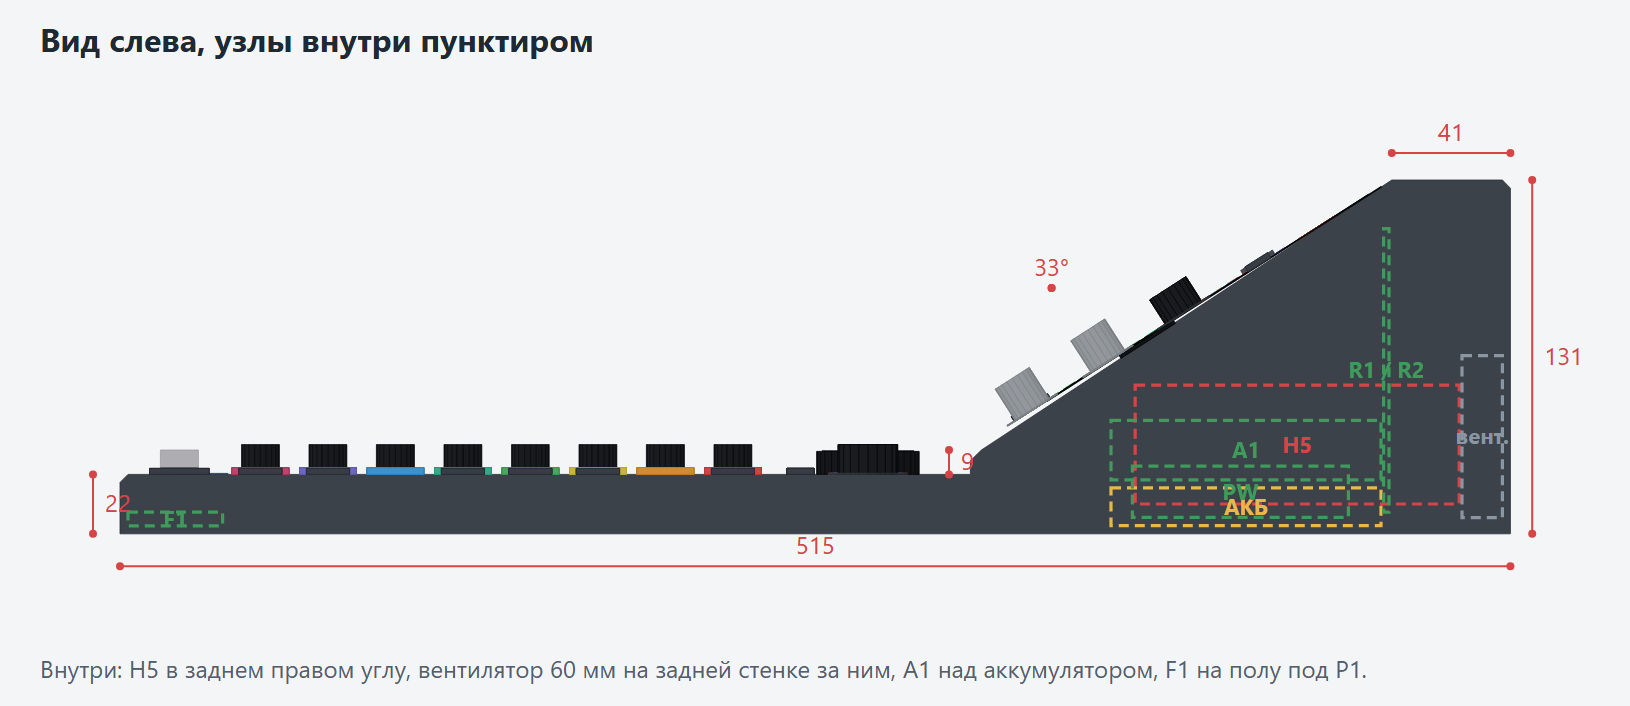 Вид слева, узлы внутри пунктиром
41
33°
131
R1 / R2
вент.
A1
H5
9
PW
АКБ
22
F1
515
Внутри: H5 в заднем правом углу, вентилятор 60 мм на задней стенке за ним, A1 над аккумулятором, F1 на полу под P1.